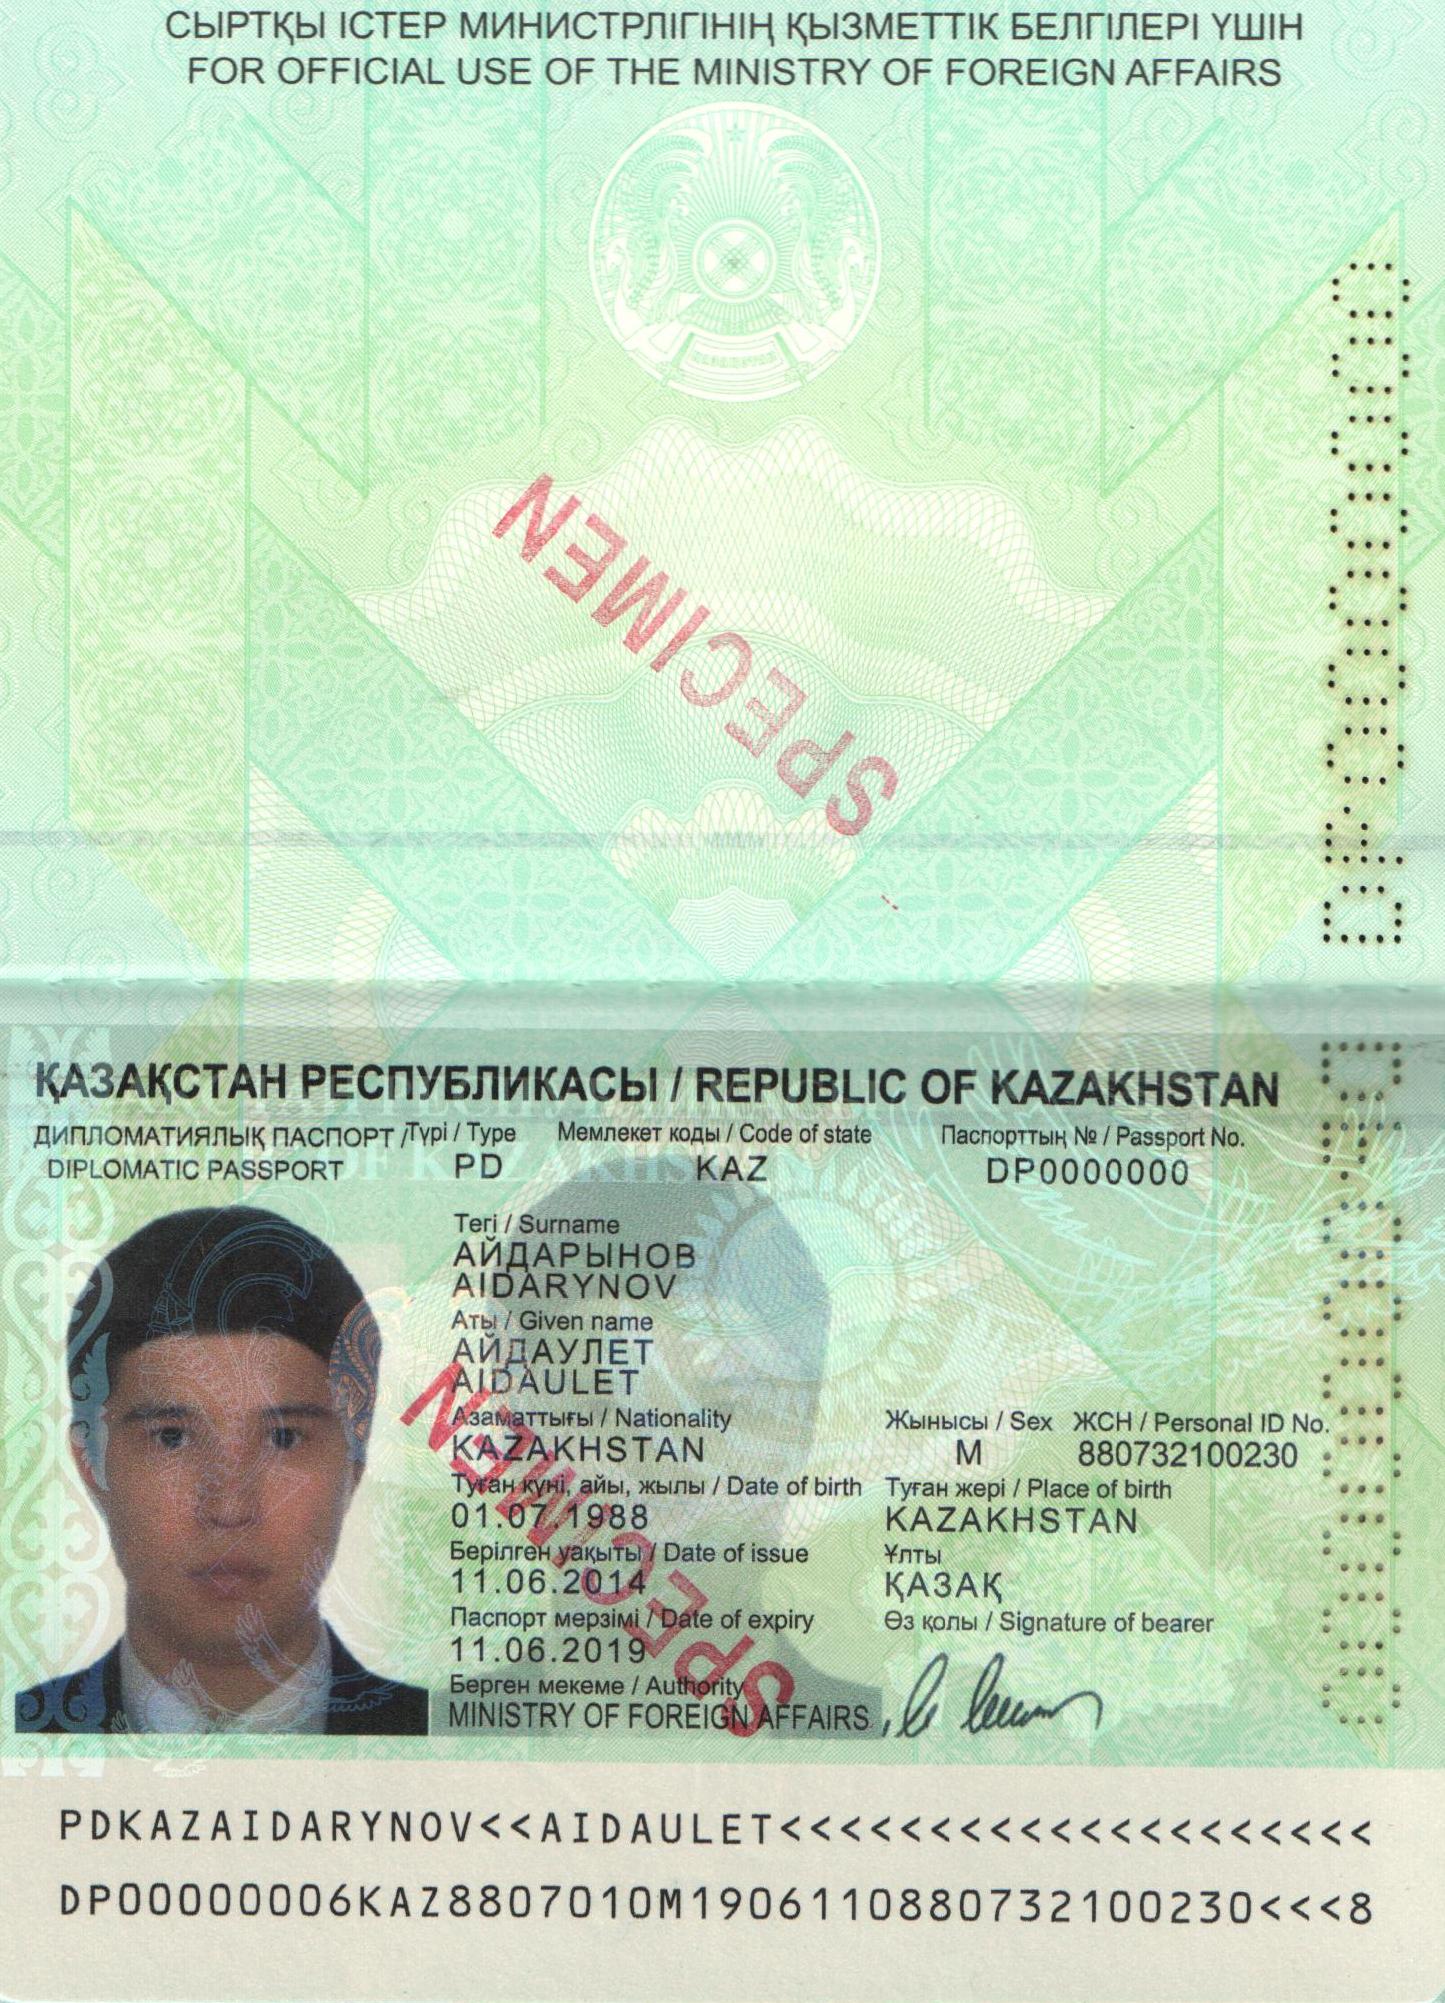 СЫРТҚЫ ІСТЕР МИНИСТРЛІГІНІҢ ҚЫЗМЕТТІК БЕЛГІЛЕРІ ҮШІН
FOR OFFICIAL USE OF THE MINISTRY OF FOREIGN AFFAIRS
SPECIMEN
ҚАЗАҚСТАН РЕСПУБЛИКАСЫ / REPUBLIC OF KAZAKHSTAN
ДИПЛОМАТИЯЛЫҚ ПАСПОРТ / Түрі / Type Мемлекет коды / Code of state Паспорттың № / Passport No.
DIPLOMATIC PASSPORT PD KAZ DP0000000
Тегі / Surname
АЙДАРЫНОВ
AIDARYNOV
Аты / Given name
АЙДАУЛЕТ
AIDAULET
Азаматтығы / Nationality Жынысы / Sex ЖСН / Personal ID No.
KAZAKHSTAN M 880732100230
Туған күні, айы, жылы / Date of birth Туған жері / Place of birth
01.07.1988 KAZAKHSTAN
Берілген уақыты / Date of issue Ұлты
11.06.2014 ҚАЗАҚ
Паспорт мерзімі / Date of expiry Өз қолы / Signature of bearer
11.06.2019
Берген мекеме / Authority
MINISTRY OF FOREIGN AFFAIRS
SPECIMEN
PDKAZAIDARYNOV<<AIDAULET<<<<<<<<<<<<<<<<<<<<
DP00000006KAZ8807010M1906110880732100230<<<8